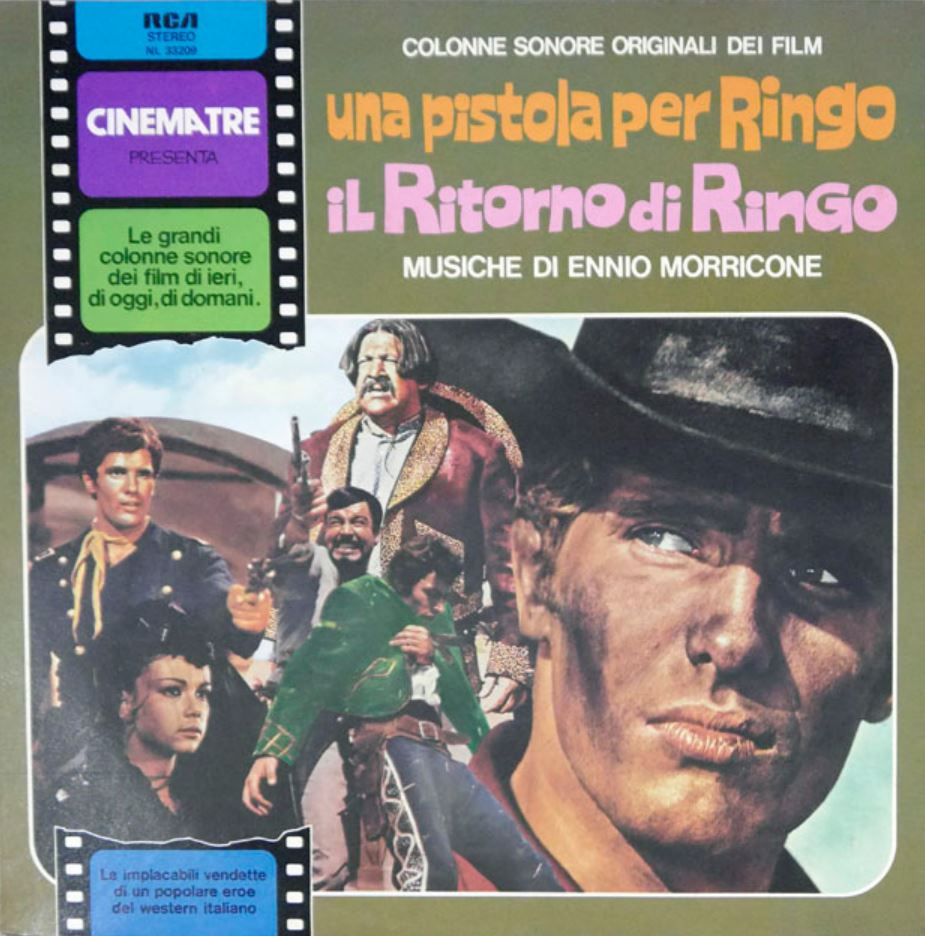 RCA
STEREO
NL 33209
CINEMATRE
PRESENTA
Le grandi
colonne sonore
dei film di ieri,
di oggi, di domani.
COLONNE SONORE ORIGINALI DEI FILM
una pistola per Ringo
il Ritorno di RinGo
MUSICHE DI ENNIO MORRICONE
Le implacabili vendette
di un popolare eroe
del western italiano